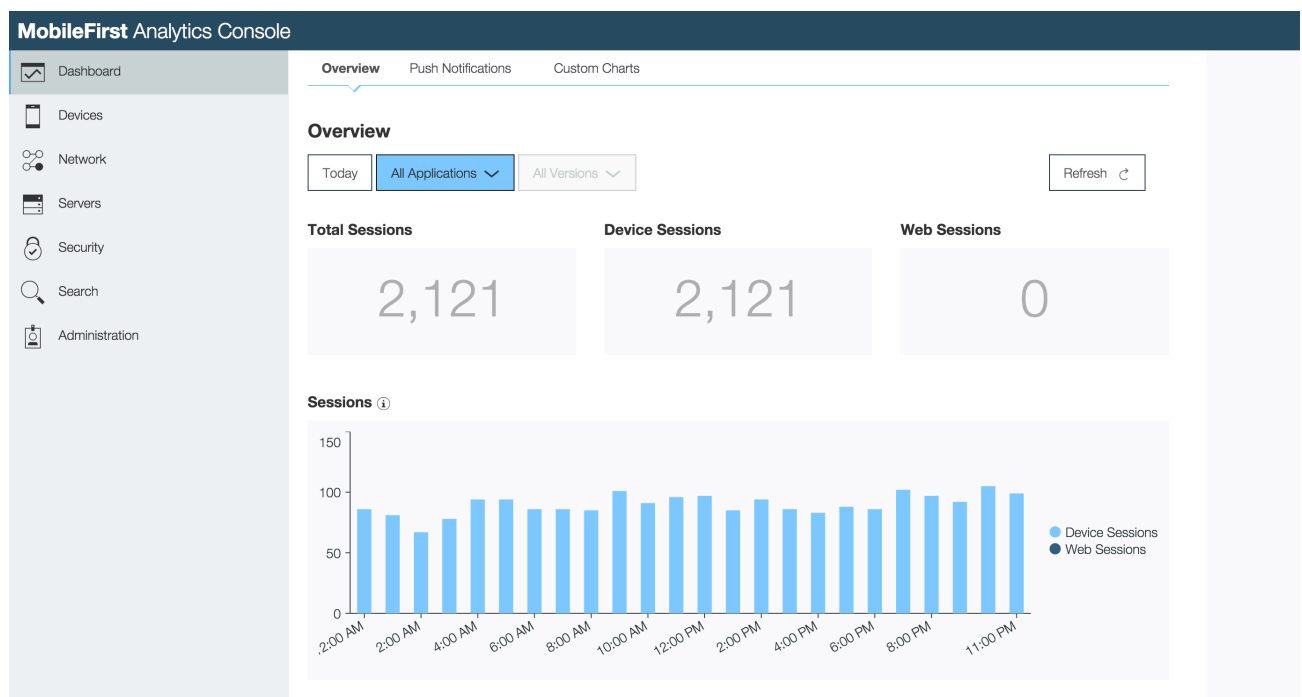 MobileFirst Analytics Console
Dashboard
Devices
Network
Servers
Security
Search
Administration
Overview Push Notifications Custom Charts
Overview
Today All Applications All Versions Refresh
Total Sessions Device Sessions Web Sessions
2,121 2,121 0
Sessions
150
100
50
0
2:00 AM 2:00 AM 4:00 AM 6:00 AM 8:00 AM 10:00 AM 12:00 PM 2:00 PM 4:00 PM 6:00 PM 8:00 PM 11:00 PM
Device Sessions
Web Sessions